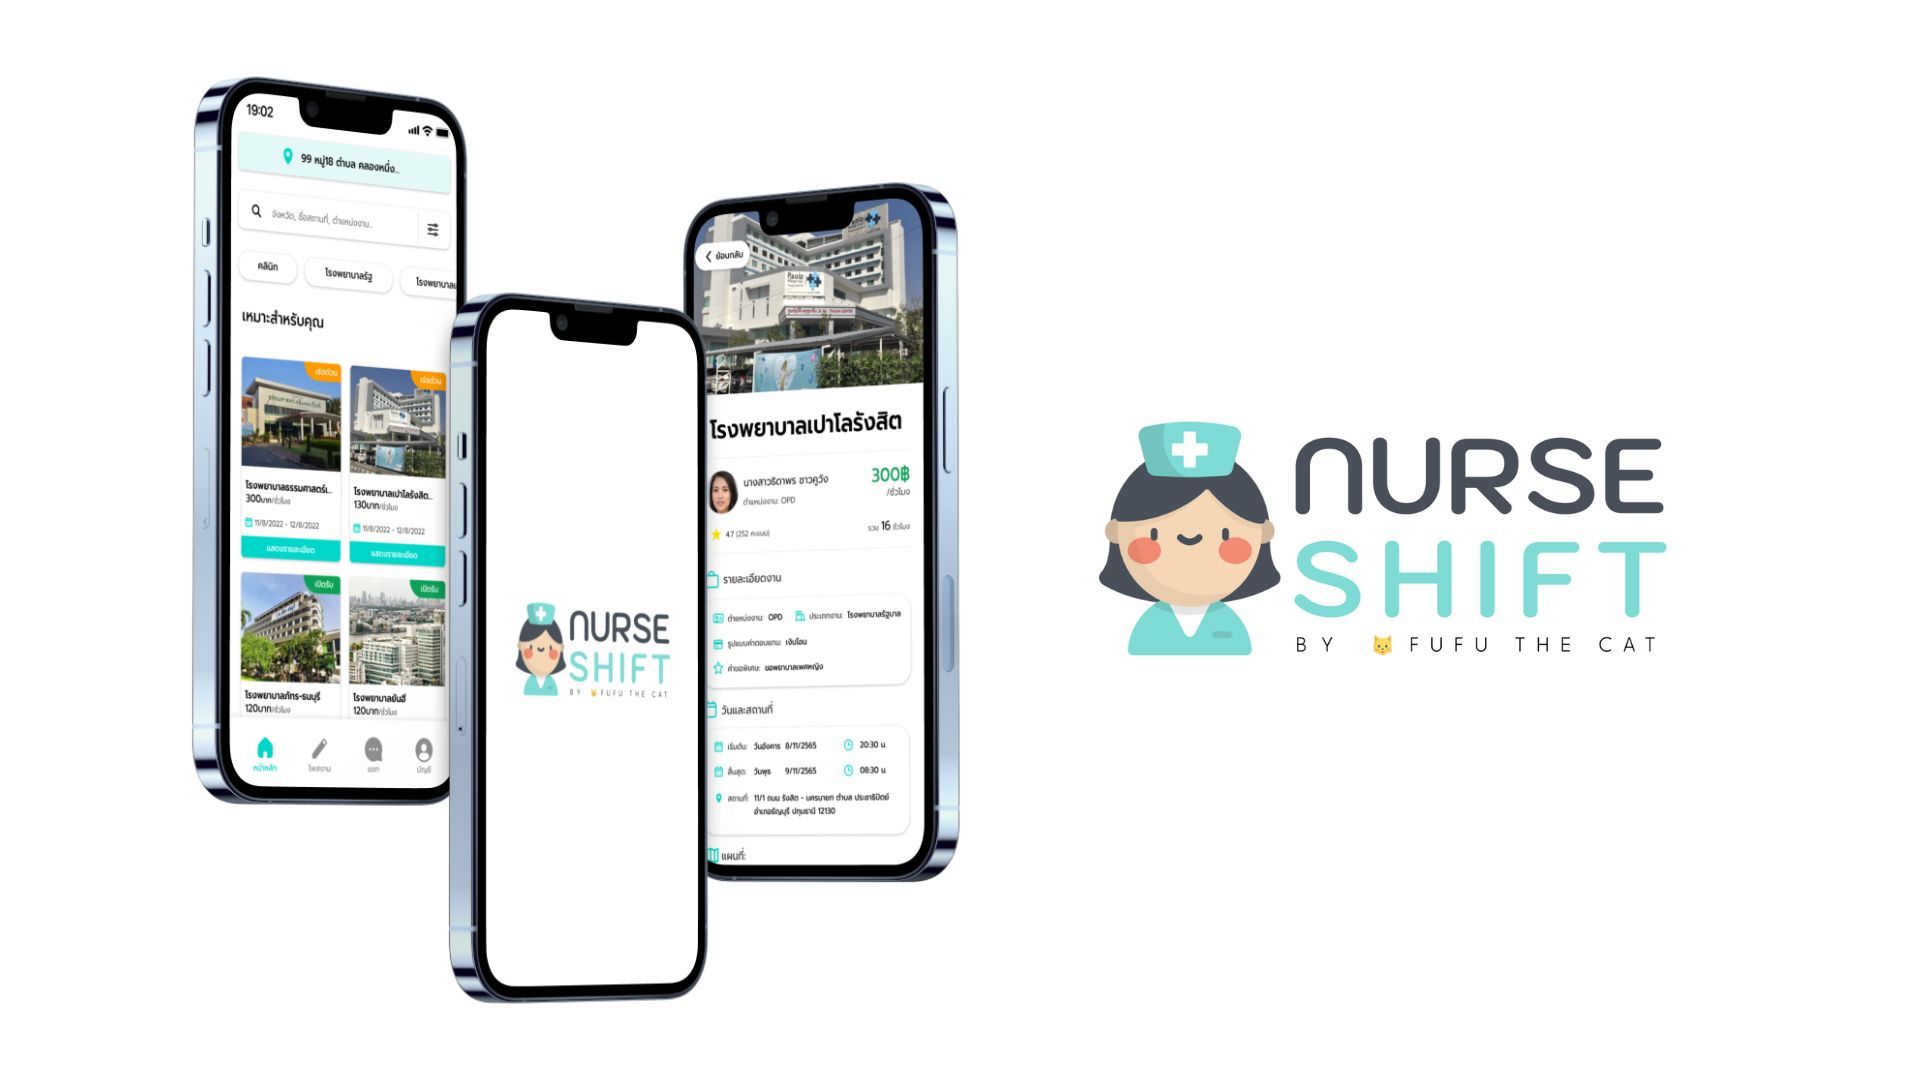 19:02
99 หมู่18 ตำบล คลองหนึ่ง..
จังหวัด, ชื่อสถานที่, ตำแหน่งงาน..
คลินิก
โรงพยาบาลรัฐ
เหมาะสำหรับคุณ
เร่งด่วน
เร่งด่วน
โรงพยาบาลธรรมศาสตร์เ..
300บาท/ชั่วโมง
11/8/2022 - 12/8/2022
แสดงรายละเอียด
โรงพยาบาลเปาโลรังสิต..
130บาท/ชั่วโมง
11/8/2022 - 12/8/2022
แสดงรายละเอียด
เปิดรับ
เปิดรับ
โรงพยาบาลภัทร-ธนบุรี
120บาท/ชั่วโมง
โรงพยาบาลยันฮี
120บาท/ชั่วโมง
หน้าหลัก
โพสงาน
แชท
บัญชี
NURSE
SHIFT
BY FUFU THE CAT
ย้อนกลับ
Paolo
โรงพยาบาลเปาโลรังสิต
นางสาวธิดาพร ชาวคูวัง
ตำแหน่งงาน: OPD
300฿
/ชั่วโมง
4.7 (252 คะแนน)
รวม 16 ชั่วโมง
รายละเอียดงาน
ตำแหน่งงาน: OPD ประเภทงาน: โรงพยาบาลรัฐบาล
รูปแบบค่าตอบแทน: เงินโอน
คำขอพิเศษ: ขอพยาบาลเพศหญิง
วันและสถานที่
เริ่มต้น: วันอังคาร 8/11/2565 20:30 น.
สิ้นสุด: วันพุธ 9/11/2565 08:30 น.
สถานที่: 11/1 ถนน รังสิต - นครนายก ตำบล ประชาธิปัตย์
อำเภอธัญบุรี ปทุมธานี 12130
แผนที่:
NURSE
SHIFT
BY FUFU THE CAT